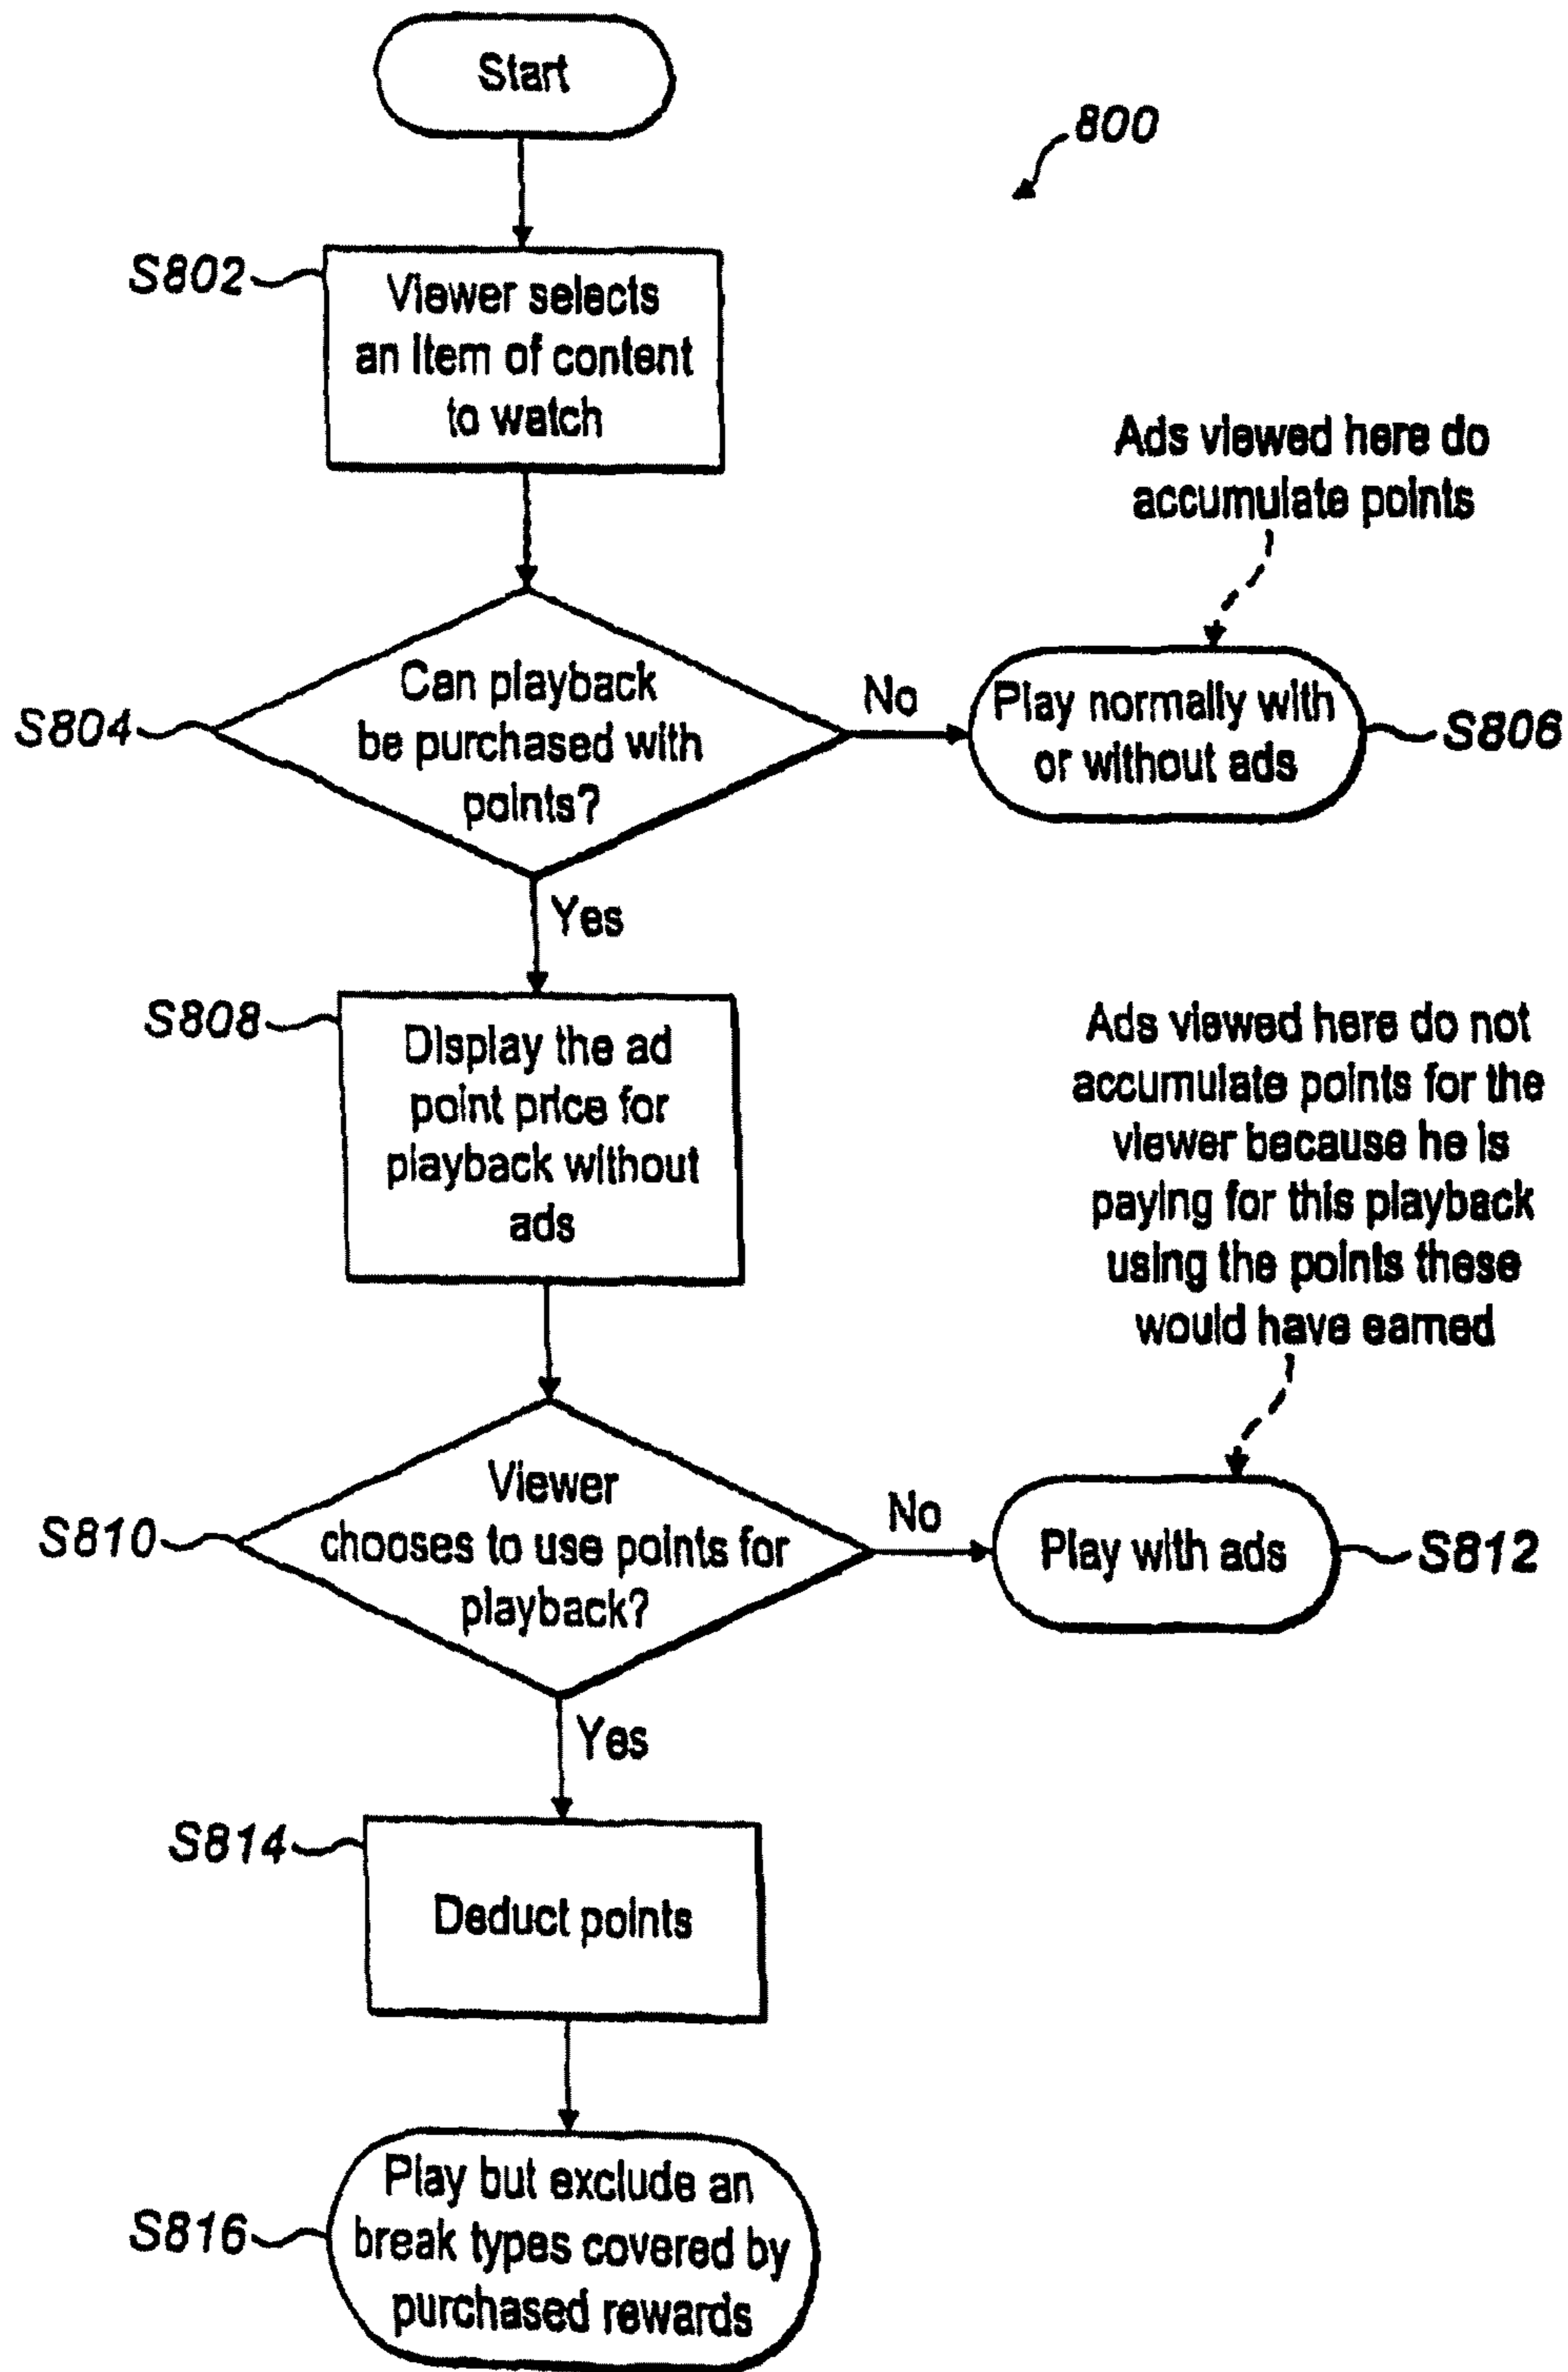 Start
800
S802
Viewer selects
an item of content
to watch
Ads viewed here do
accumulate points
S804
Can playback
be purchased with
points?
No
Play normally with
or without ads
S806
Yes
S808
Display the ad
point price for
playback without
ads
Ads viewed here do not
accumulate points for the
viewer because he is
paying for this playback
using the points these
would have earned
S810
Viewer
chooses to use points for
playback?
No
Play with ads
S812
Yes
S814
Deduct points
S816
Play but exclude an
break types covered by
purchased rewards